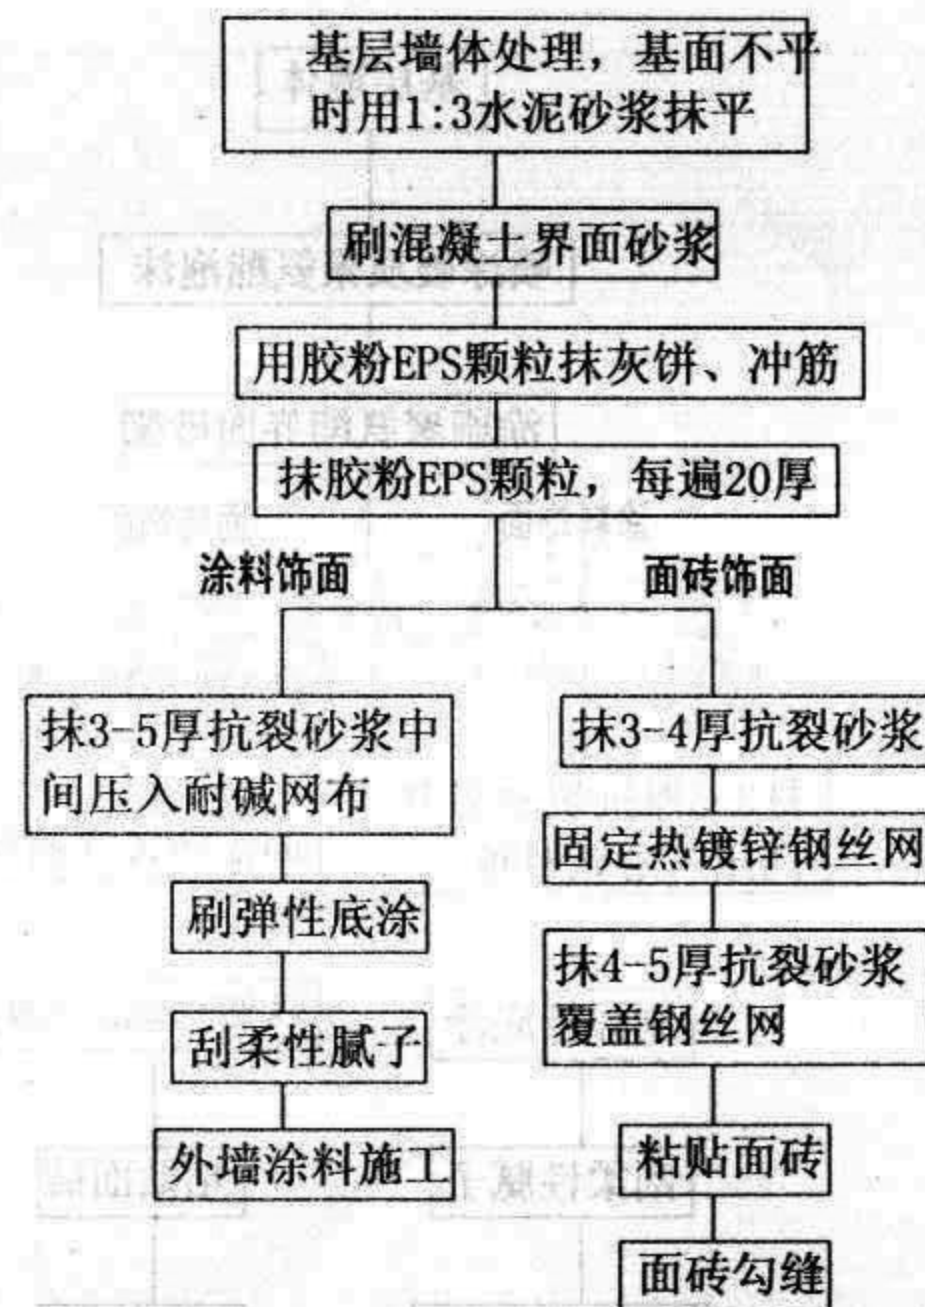 基层墙体处理，基面不平
时用1:3水泥砂浆抹平
刷混凝土界面砂浆
用胶粉EPS颗粒抹灰饼、冲筋
抹胶粉EPS颗粒，每遍20厚
涂料饰面
面砖饰面
抹3-5厚抗裂砂浆中
间压入耐碱网布
刷弹性底涂
刮柔性腻子
外墙涂料施工
抹3-4厚抗裂砂浆
固定热镀锌钢丝网
抹4-5厚抗裂砂浆
覆盖钢丝网
粘贴面砖
面砖勾缝